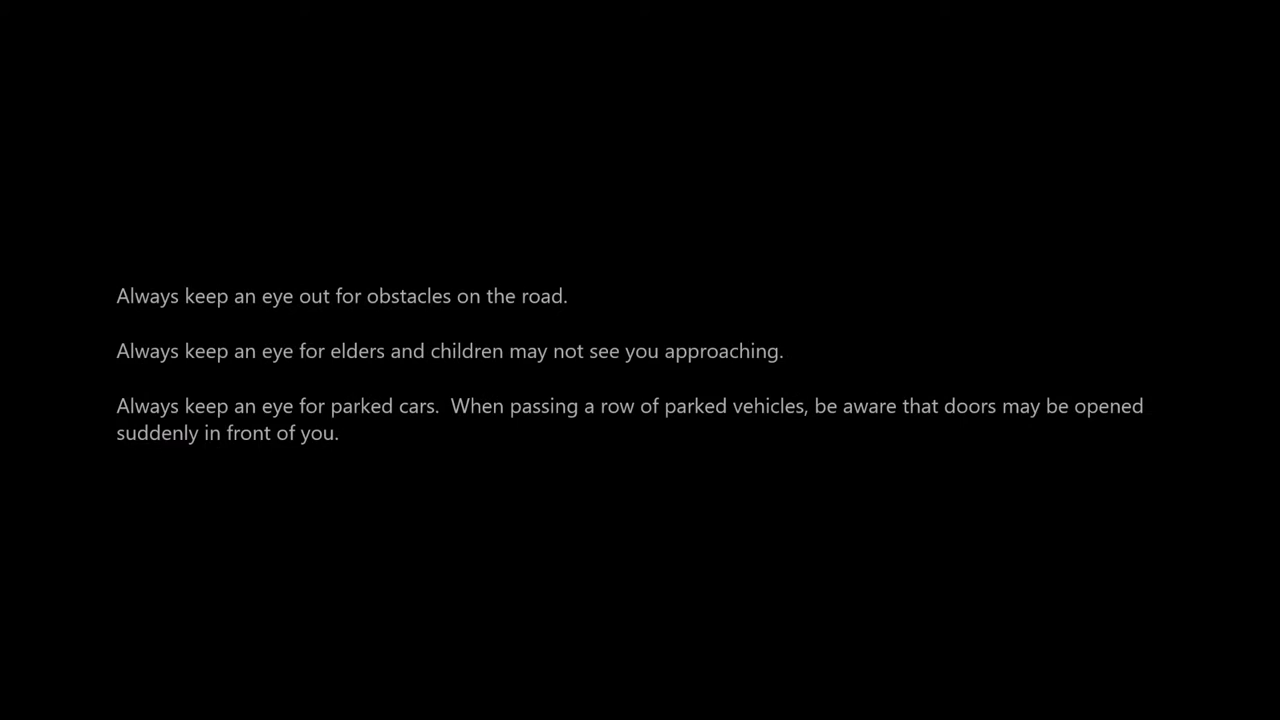 Always keep an eye out for obstacles on the road.
Always keep an eye for elders and children may not see you approaching.
Always keep an eye for parked cars.  When passing a row of parked vehicles, be aware that doors may be opened
suddenly in front of you.